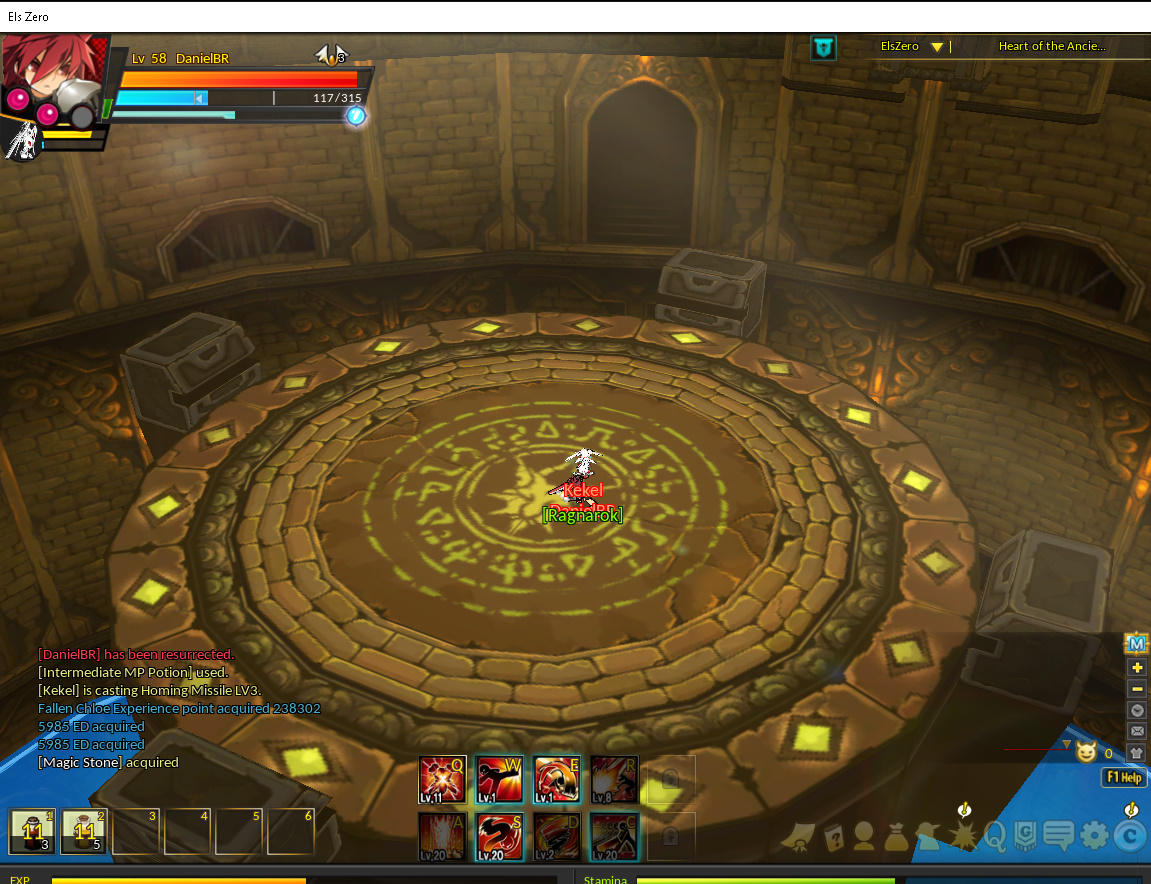 Els Zero
Lv 58 DanielBR
3
ElsZero
Heart of the Ancie...
117/315
Kekel
DanielBR
[Ragnarok]
[DanielBR] has been resurrected.
[Intermediate MP Potion] used.
[Kekel] is casting Homing Missile LV3.
Fallen Chloe Experience point acquired 238302
5985 ED acquired
5985 ED acquired
[Magic Stone] acquired
M
0
F1 Help
Q W E R
Lv.11 Lv.1 Lv.1 Lv.8
1 2 3 4 5 6
11 11
3 5
A S D C
Lv.20 Lv.20 Lv.2 Lv.20
EXP
Stamina